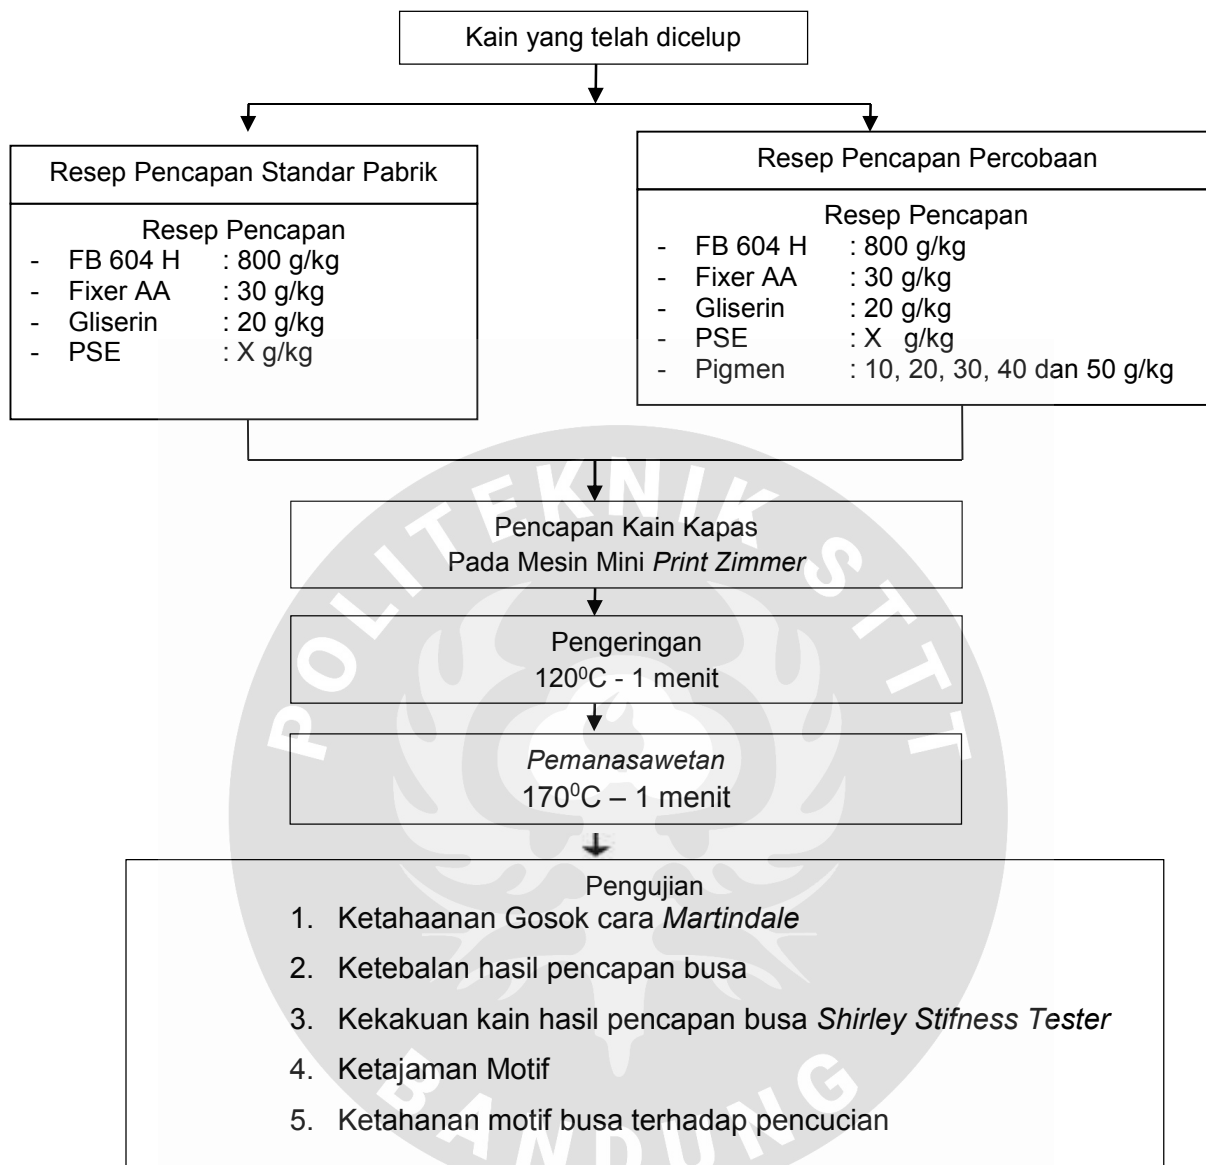 Kain yang telah dicelup
Resep Pencapan Standar Pabrik
Resep Pencapan
- FB 604 H : 800 g/kg
- Fixer AA : 30 g/kg
- Gliserin : 20 g/kg
- PSE : X g/kg
Resep Pencapan Percobaan
Resep Pencapan
- FB 604 H : 800 g/kg
- Fixer AA : 30 g/kg
- Gliserin : 20 g/kg
- PSE : X g/kg
- Pigmen : 10, 20, 30, 40 dan 50 g/kg
Pencapan Kain Kapas
Pada Mesin Mini Print Zimmer
Pengeringan
120⁰C - 1 menit
Pemanasawetan
170⁰C – 1 menit
Pengujian
1. Ketahaanan Gosok cara Martindale
2. Ketebalan hasil pencapan busa
3. Kekakuan kain hasil pencapan busa Shirley Stifness Tester
4. Ketajaman Motif
5. Ketahanan motif busa terhadap pencucian
POLITEKNIK STTT
BANDUNG